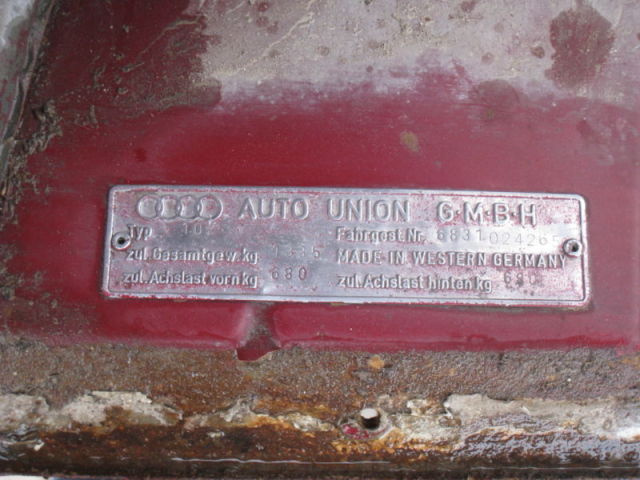 AUTO UNION G·M·B·H
Typ Fahrgest.Nr. 6831024265
zul. Gesamtgew. kg MADE IN WESTERN GERMANY
zul. Achslast vorn kg 680 zul. Achslast hinten kg 680